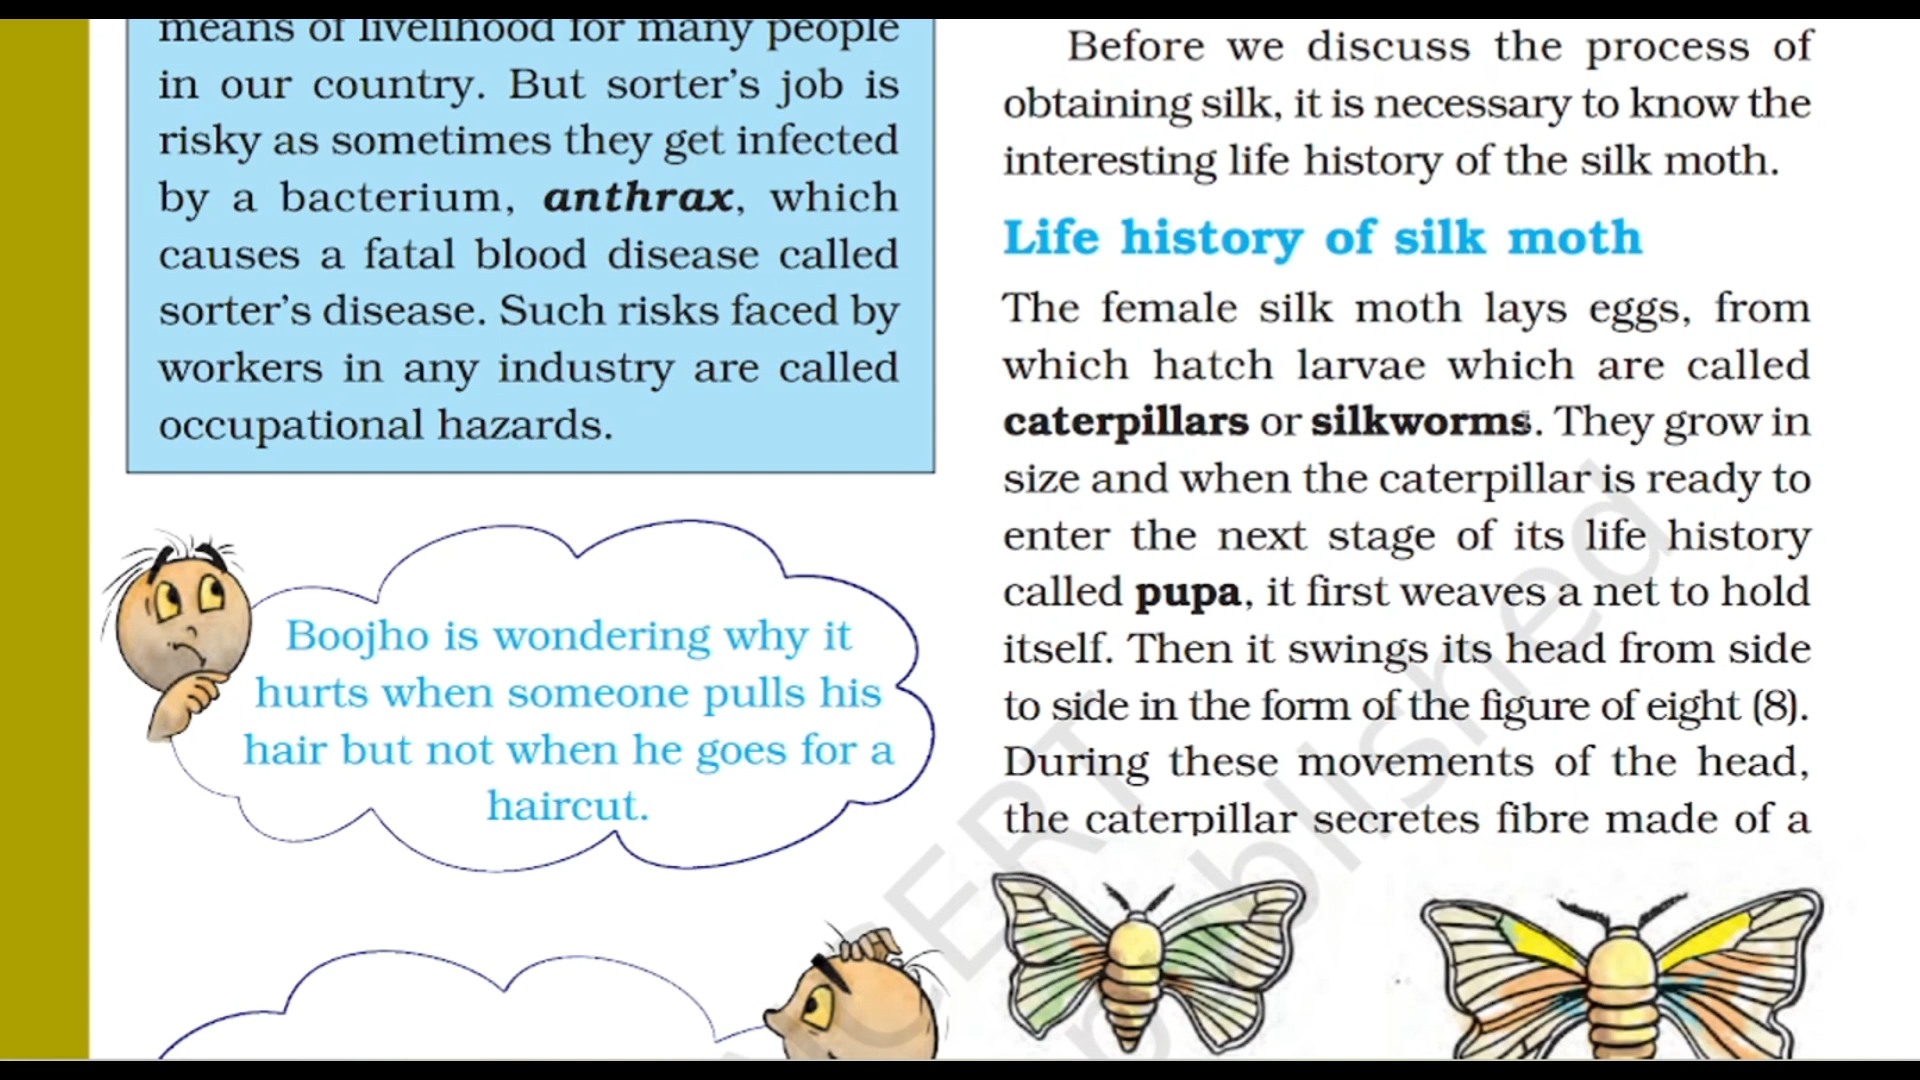 means of livelihood for many people
in our country. But sorter's job is
risky as sometimes they get infected
by a bacterium, anthrax, which
causes a fatal blood disease called
sorter's disease. Such risks faced by
workers in any industry are called
occupational hazards.
Boojho is wondering why it
hurts when someone pulls his
hair but not when he goes for a
haircut.
Before we discuss the process of
obtaining silk, it is necessary to know the
interesting life history of the silk moth.
Life history of silk moth
The female silk moth lays eggs, from
which hatch larvae which are called
caterpillars or silkworms. They grow in
size and when the caterpillar is ready to
enter the next stage of its life history
called pupa, it first weaves a net to hold
itself. Then it swings its head from side
to side in the form of the figure of eight (8).
During these movements of the head,
the caterpillar secretes fibre made of a